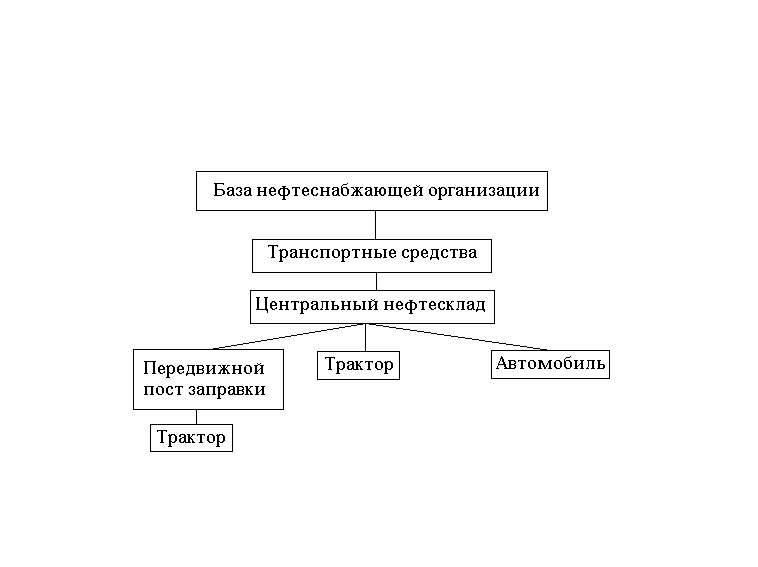 База нефтеснабжающей организации
Транспортные средства
Центральный нефтесклад
Передвижной
пост заправки
Трактор
Автомобиль
Трактор